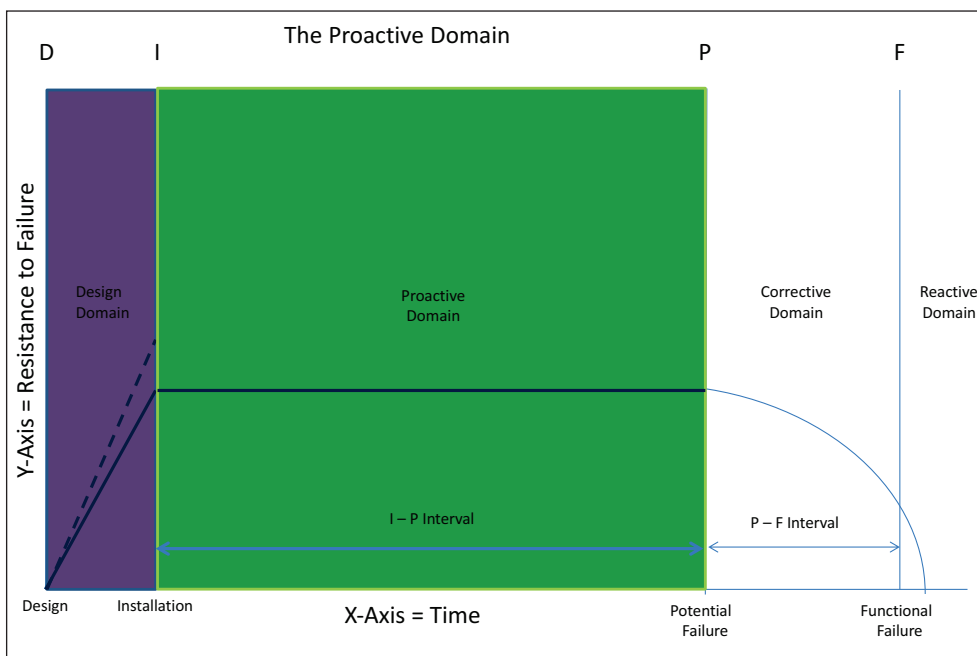 The Proactive Domain
D
I
P
F
Y-Axis = Resistance to Failure
Design
Domain
Proactive
Domain
Corrective
Domain
Reactive
Domain
I – P Interval
P – F Interval
Design
Installation
X-Axis = Time
Potential
Failure
Functional
Failure